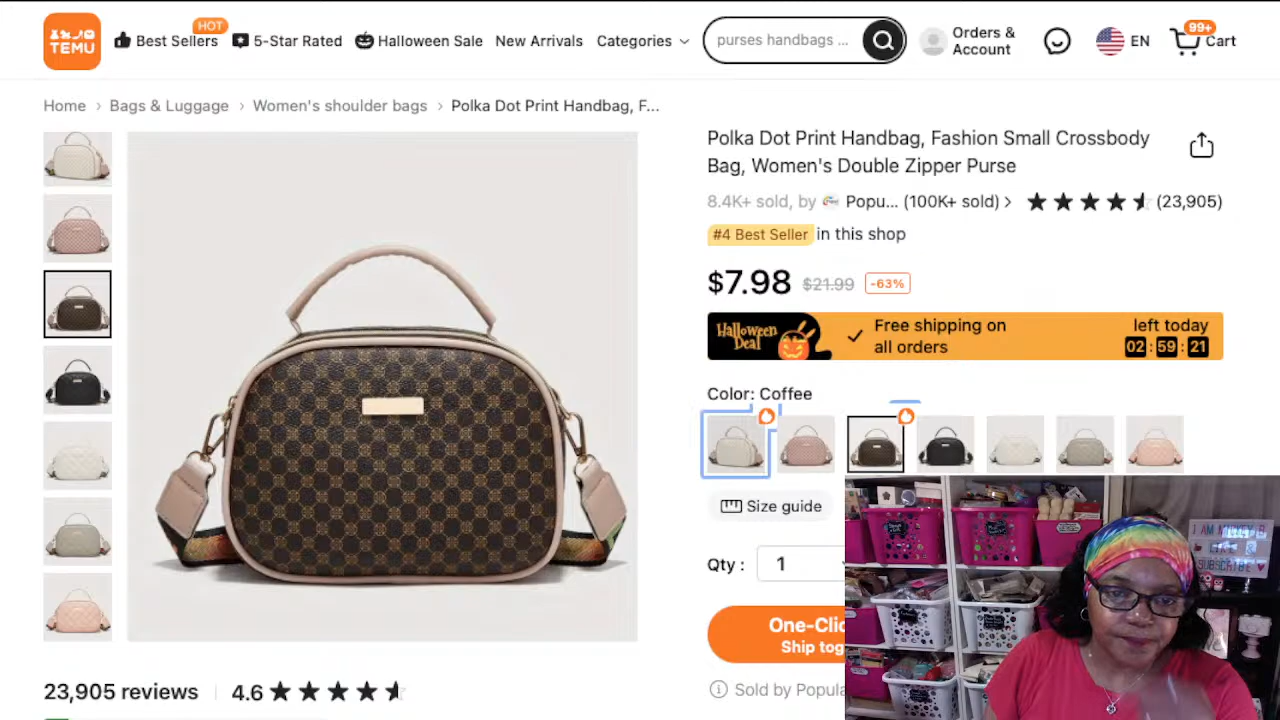 TEMU
Best Sellers
HOT
5-Star Rated
Halloween Sale
New Arrivals
Categories
purses handbags ...
Orders &
Account
EN
99+
Cart
Home › Bags & Luggage › Women's shoulder bags › Polka Dot Print Handbag, F...
Polka Dot Print Handbag, Fashion Small Crossbody
Bag, Women's Double Zipper Purse
8.4K+ sold, by Popu... (100K+ sold) › (23,905)
#4 Best Seller in this shop
$7.98 $21.99 -63%
Halloween
Deal
Free shipping on
all orders
left today
02 : 59 : 21
Color: Coffee
Size guide
Qty : 1
One-Clic
Ship tog
Sold by Popula
23,905 reviews
4.6
I AM MICKEY B
LIKE &
SUBSCRIBE